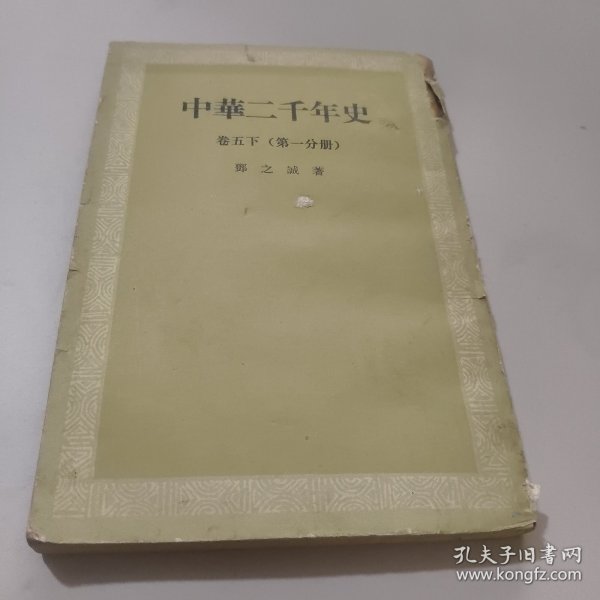 中華二千年史
卷五下（第一分册）
鄧之誠著
孔夫子旧书网
www.kongfz.com